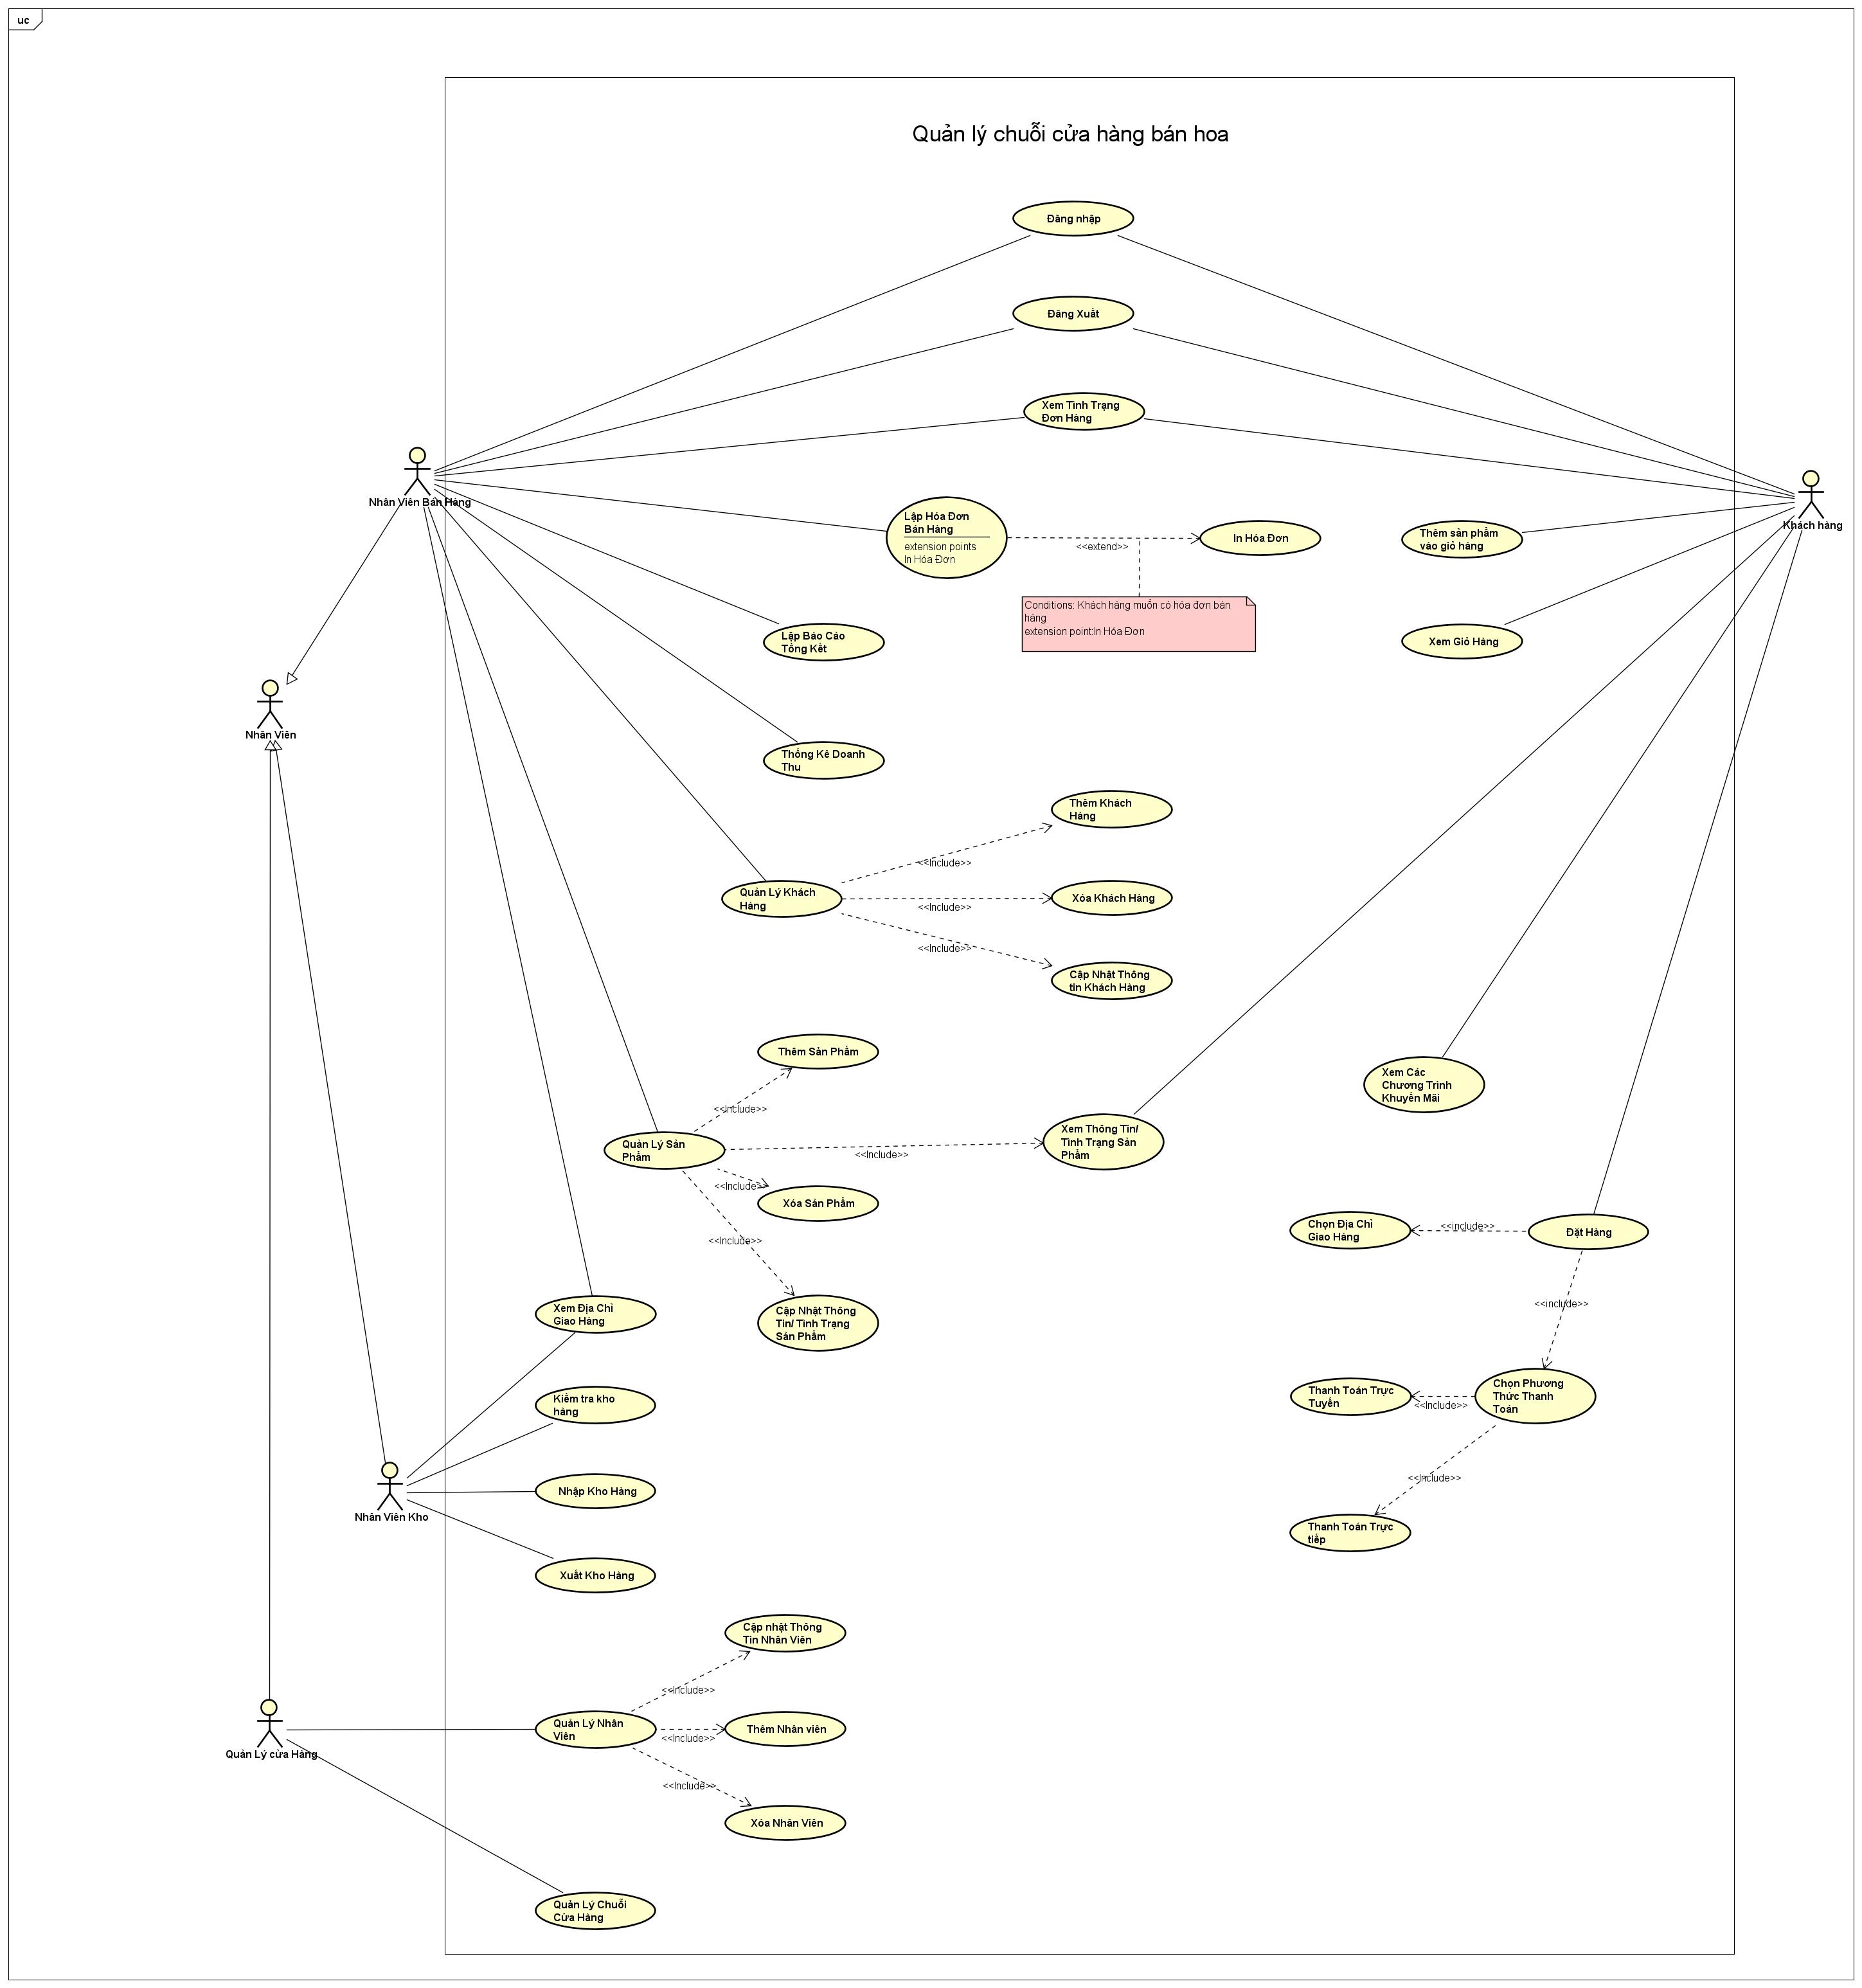 uc
Quản lý chuỗi cửa hàng bán hoa
Đăng nhập
Đăng Xuất
Xem Tình Trạng
Đơn Hàng
Nhân Viên Bán Hàng
Khách hàng
Lập Hóa Đơn
Bán Hàng
extension points
In Hóa Đơn
<<extend>>
In Hóa Đơn
Thêm sản phẩm
vào giỏ hàng
Conditions: Khách hàng muốn có hóa đơn bán
hàng
extension point:In Hóa Đơn
Lập Báo Cáo
Tổng Kết
Xem Giỏ Hàng
Nhân Viên
Thống Kê Doanh
Thu
Thêm Khách
Hàng
<<Include>>
Quản Lý Khách
Hàng
<<Include>>
Xóa Khách Hàng
<<Include>>
Cập Nhật Thông
tin Khách Hàng
Thêm Sản Phẩm
<<Include>>
Xem Các
Chương Trình
Khuyến Mãi
Quản Lý Sản
Phẩm
<<Include>>
Xem Thông Tin/
Tình Trạng Sản
Phẩm
<<Include>>
Xóa Sản Phẩm
<<Include>>
Cập Nhật Thông
Tin/ Tình Trạng
Sản Phẩm
Chọn Địa Chỉ
Giao Hàng
<<include>>
Đặt Hàng
<<include>>
Xem Địa Chỉ
Giao Hàng
Kiểm tra kho
hàng
Thanh Toán Trực
Tuyến
<<Include>>
Chọn Phương
Thức Thanh
Toán
<<Include>>
Thanh Toán Trực
tiếp
Nhân Viên Kho
Nhập Kho Hàng
Xuất Kho Hàng
Cập nhật Thông
Tin Nhân Viên
<<Include>>
Quản Lý cửa Hàng
Quản Lý Nhân
Viên
<<Include>>
Thêm Nhân viên
<<Include>>
Xóa Nhân Viên
Quản Lý Chuỗi
Cửa Hàng